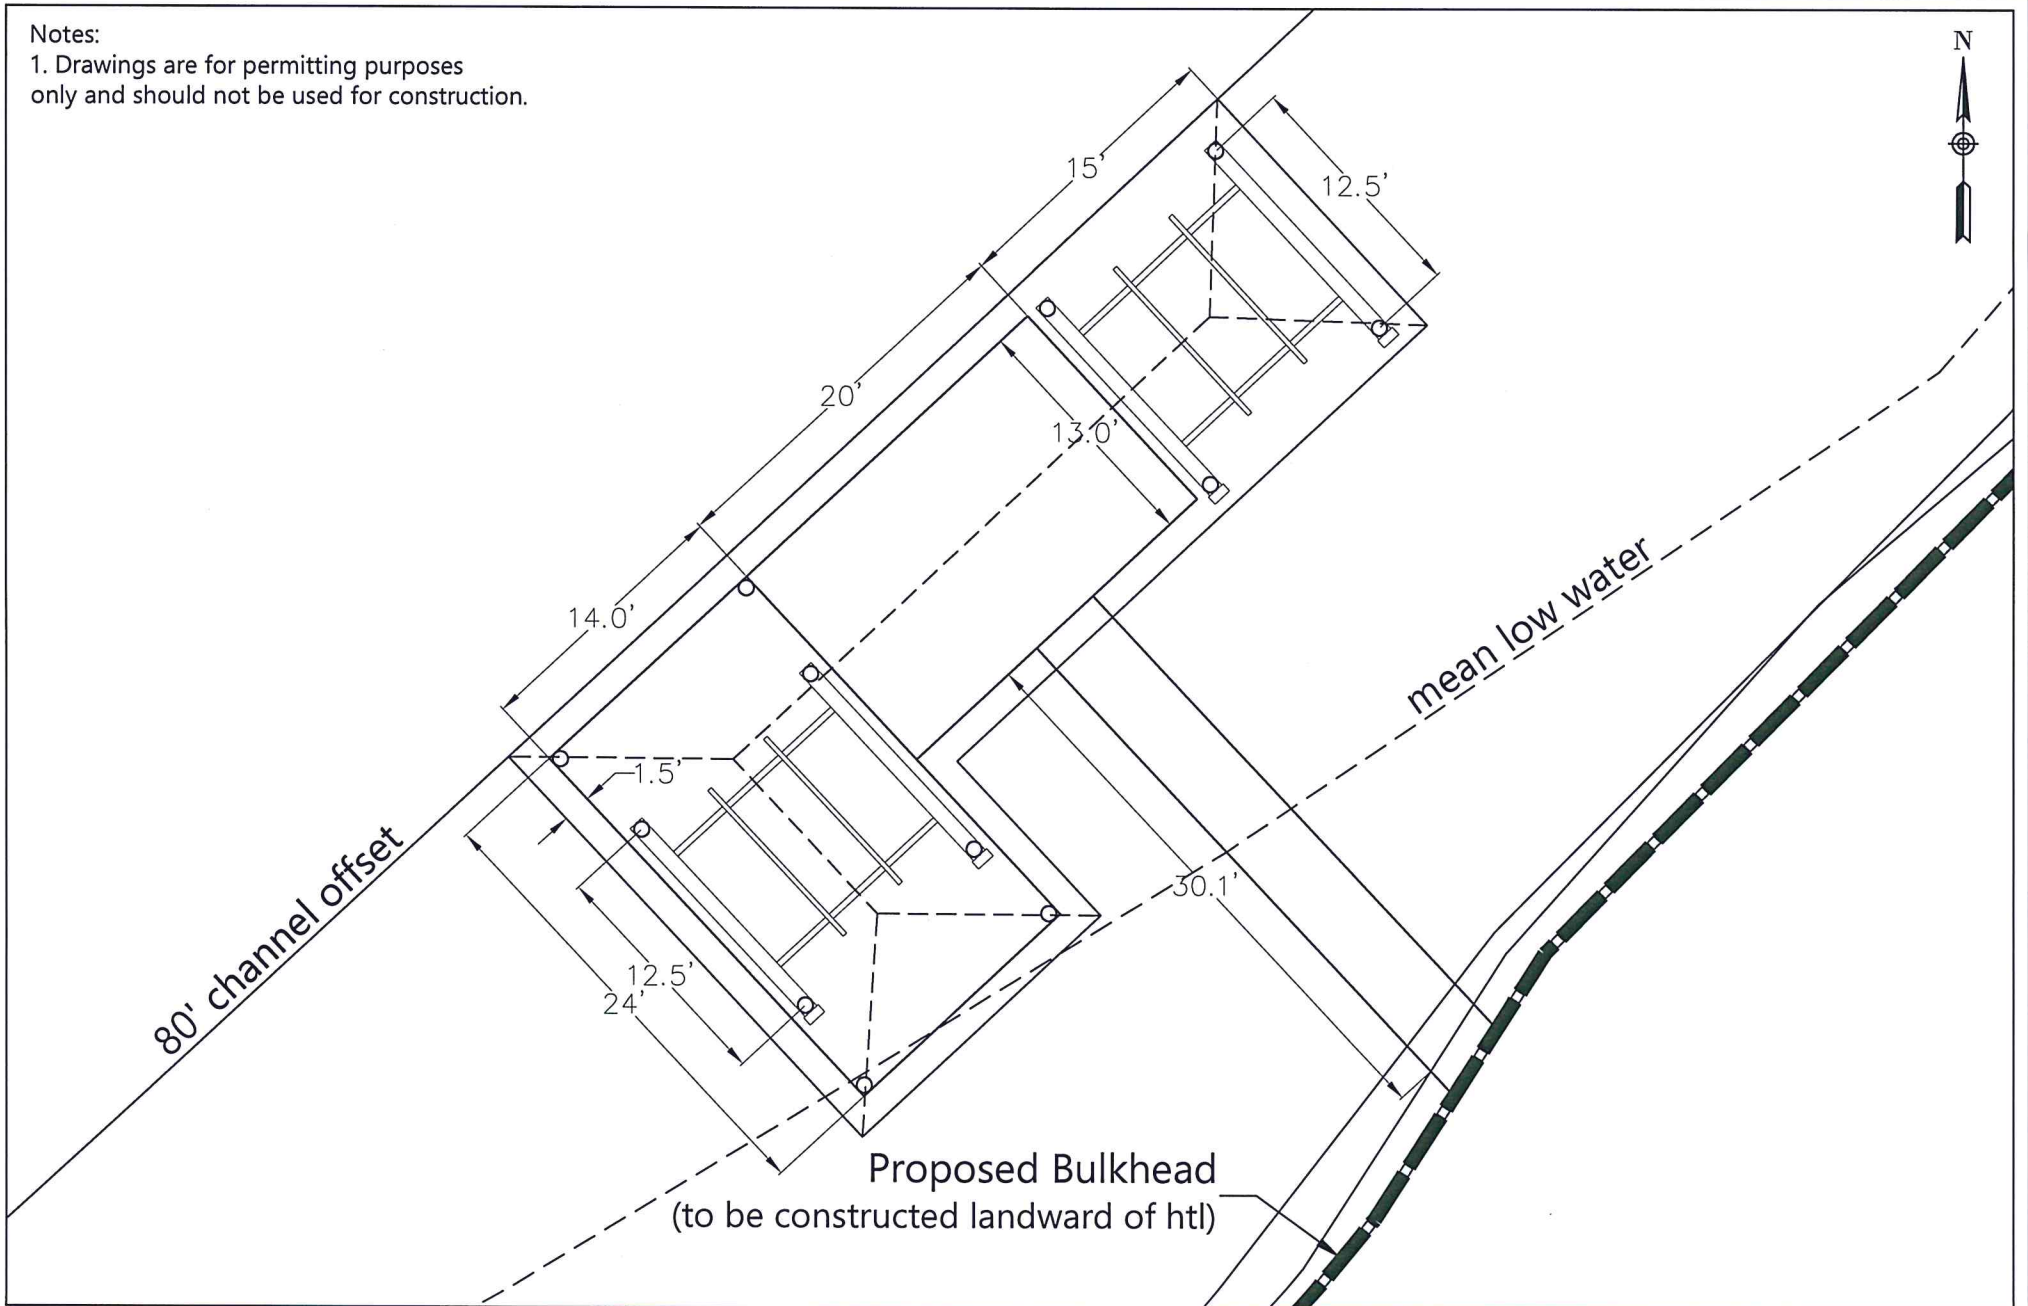 Notes:
1. Drawings are for permitting purposes
only and should not be used for construction.
N
15'
12.5'
20'
13.0'
14.0'
1.5'
mean low water
80' channel offset
30.1'
12.5'
24'
Proposed Bulkhead
(to be constructed landward of htl)